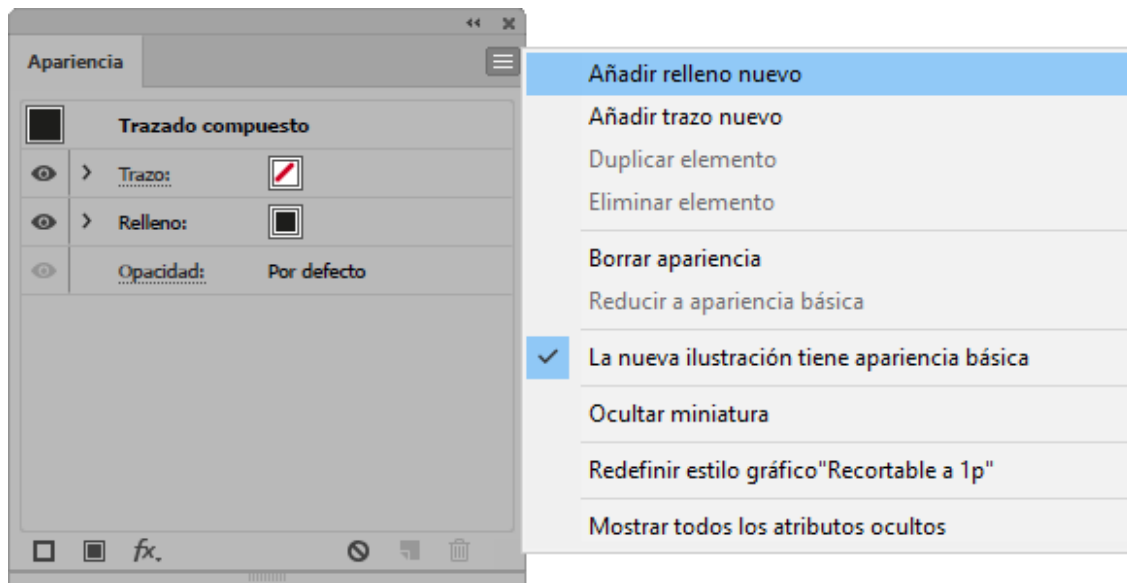 Apariencia
Trazado compuesto
Trazo:
Relleno:
Opacidad: Por defecto
fx.
Añadir relleno nuevo
Añadir trazo nuevo
Duplicar elemento
Eliminar elemento
Borrar apariencia
Reducir a apariencia básica
La nueva ilustración tiene apariencia básica
Ocultar miniatura
Redefinir estilo gráfico"Recortable a 1p"
Mostrar todos los atributos ocultos